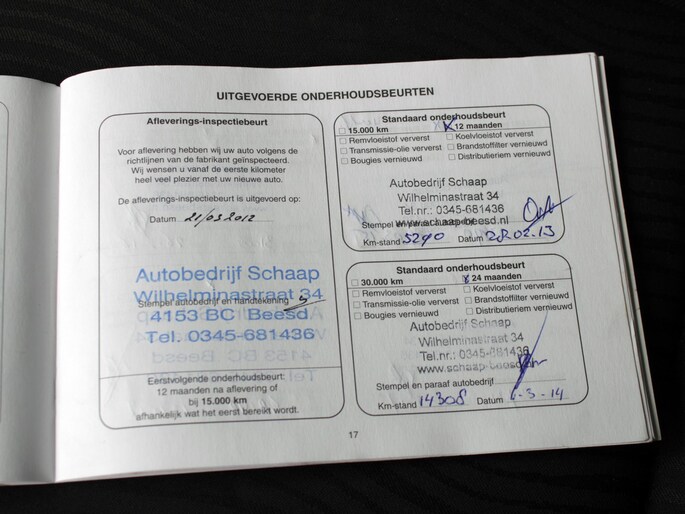 UITGEVOERDE ONDERHOUDSBEURTEN
Afleverings-inspectiebeurt
Voor aflevering hebben wij uw auto volgens de
richtlijnen van de fabrikant geïnspecteerd.
Wij wensen u vanaf de eerste kilometer
heel veel plezier met uw nieuwe auto.
De afleverings-inspectiebeurt is uitgevoerd op:
Datum 21/03 2012
Autobedrijf Schaap
Wilhelminastraat 34
Stempel autobedrijf en handtekening
4153 BC Beesd
Tel. 0345-681436
Eerstvolgende onderhoudsbeurt:
12 maanden na aflevering of
bij 15.000 km
afhankelijk wat het eerst bereikt wordt.
Standaard onderhoudsbeurt
15.000 km 12 maanden
Remvloeistof ververst Koelvloeistof ververst
Transmissie-olie ververst Brandstoffilter vernieuwd
Bougies vernieuwd Distributieriem vernieuwd
Autobedrijf Schaap
Wilhelminastraat 34
Tel.nr.: 0345-681436
Stempel www.schaap-beesd.nl
Km-stand 5290 Datum 28.02.13
Standaard onderhoudsbeurt
30.000 km 24 maanden
Remvloeistof ververst Koelvloeistof ververst
Transmissie-olie ververst Brandstoffilter vernieuwd
Bougies vernieuwd Distributieriem vernieuwd
Autobedrijf Schaap
Wilhelminastraat 34
Tel.nr.: 0345-681436
www.schaap-beesd
Stempel en paraaf autobedrijf
Km-stand 14308 Datum -3-14
17